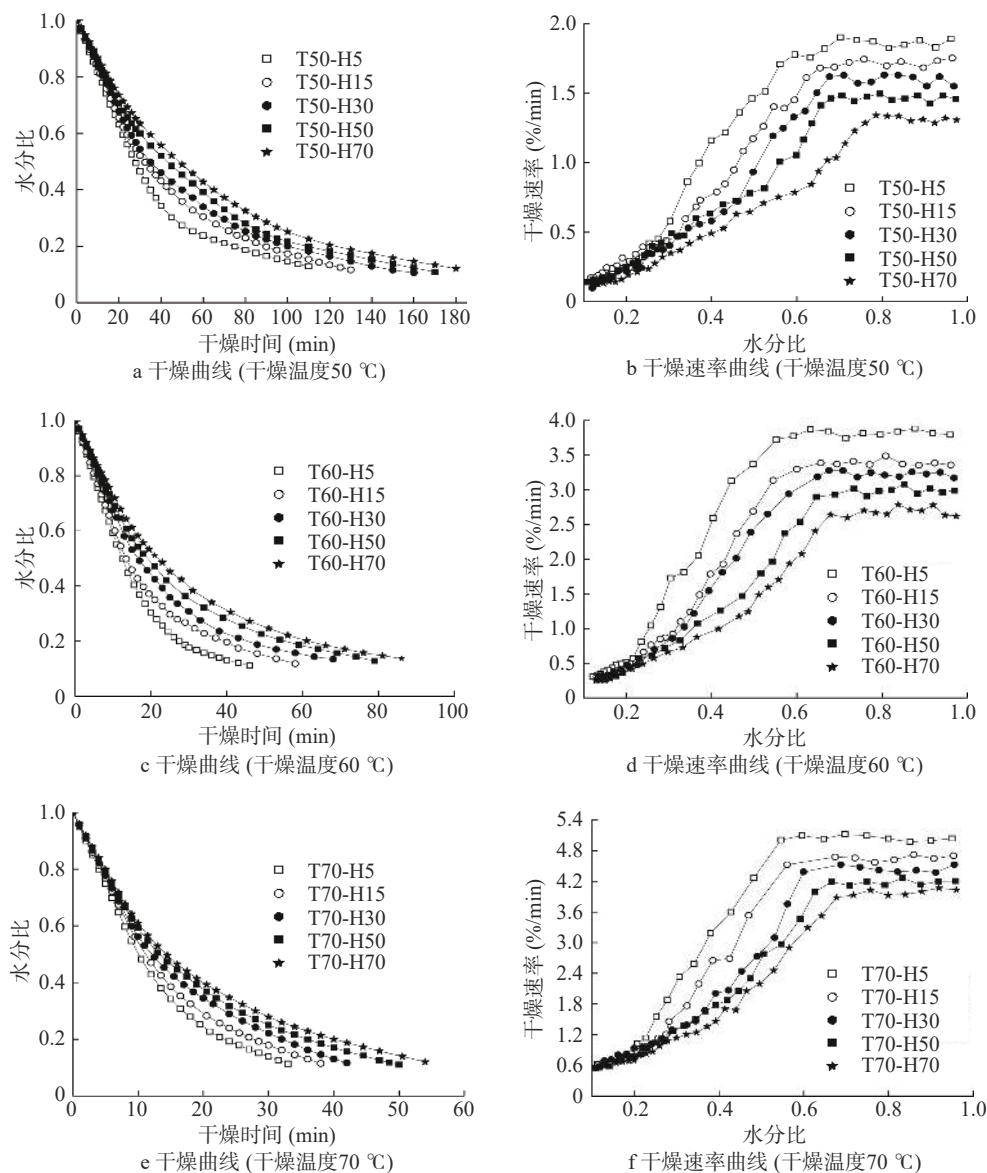 1.0
0.8
0.6
0.4
0.2
0
水分比
T50-H5
T50-H15
T50-H30
T50-H50
T50-H70
0 20 40 60 80 100 120 140 160 180
干燥时间 (min)
a 干燥曲线 (干燥温度50 ℃)
2.0
1.5
1.0
0.5
0
干燥速率 (%/min)
T50-H5
T50-H15
T50-H30
T50-H50
T50-H70
0.2 0.4 0.6 0.8 1.0
水分比
b 干燥速率曲线 (干燥温度50 ℃)
1.0
0.8
0.6
0.4
0.2
0
水分比
T60-H5
T60-H15
T60-H30
T60-H50
T60-H70
0 20 40 60 80 100
干燥时间 (min)
c 干燥曲线 (干燥温度60 ℃)
4.0
3.5
3.0
2.5
2.0
1.5
1.0
0.5
0
干燥速率 (%/min)
T60-H5
T60-H15
T60-H30
T60-H50
T60-H70
0.2 0.4 0.6 0.8 1.0
水分比
d 干燥速率曲线 (干燥温度60 ℃)
1.0
0.8
0.6
0.4
0.2
0
水分比
T70-H5
T70-H15
T70-H30
T70-H50
T70-H70
0 10 20 30 40 50 60
干燥时间 (min)
e 干燥曲线 (干燥温度70 ℃)
5.4
4.8
4.2
3.6
3.0
2.4
1.8
1.2
0.6
0
干燥速率 (%/min)
T70-H5
T70-H15
T70-H30
T70-H50
T70-H70
0.2 0.4 0.6 0.8 1.0
水分比
f 干燥速率曲线 (干燥温度70 ℃)